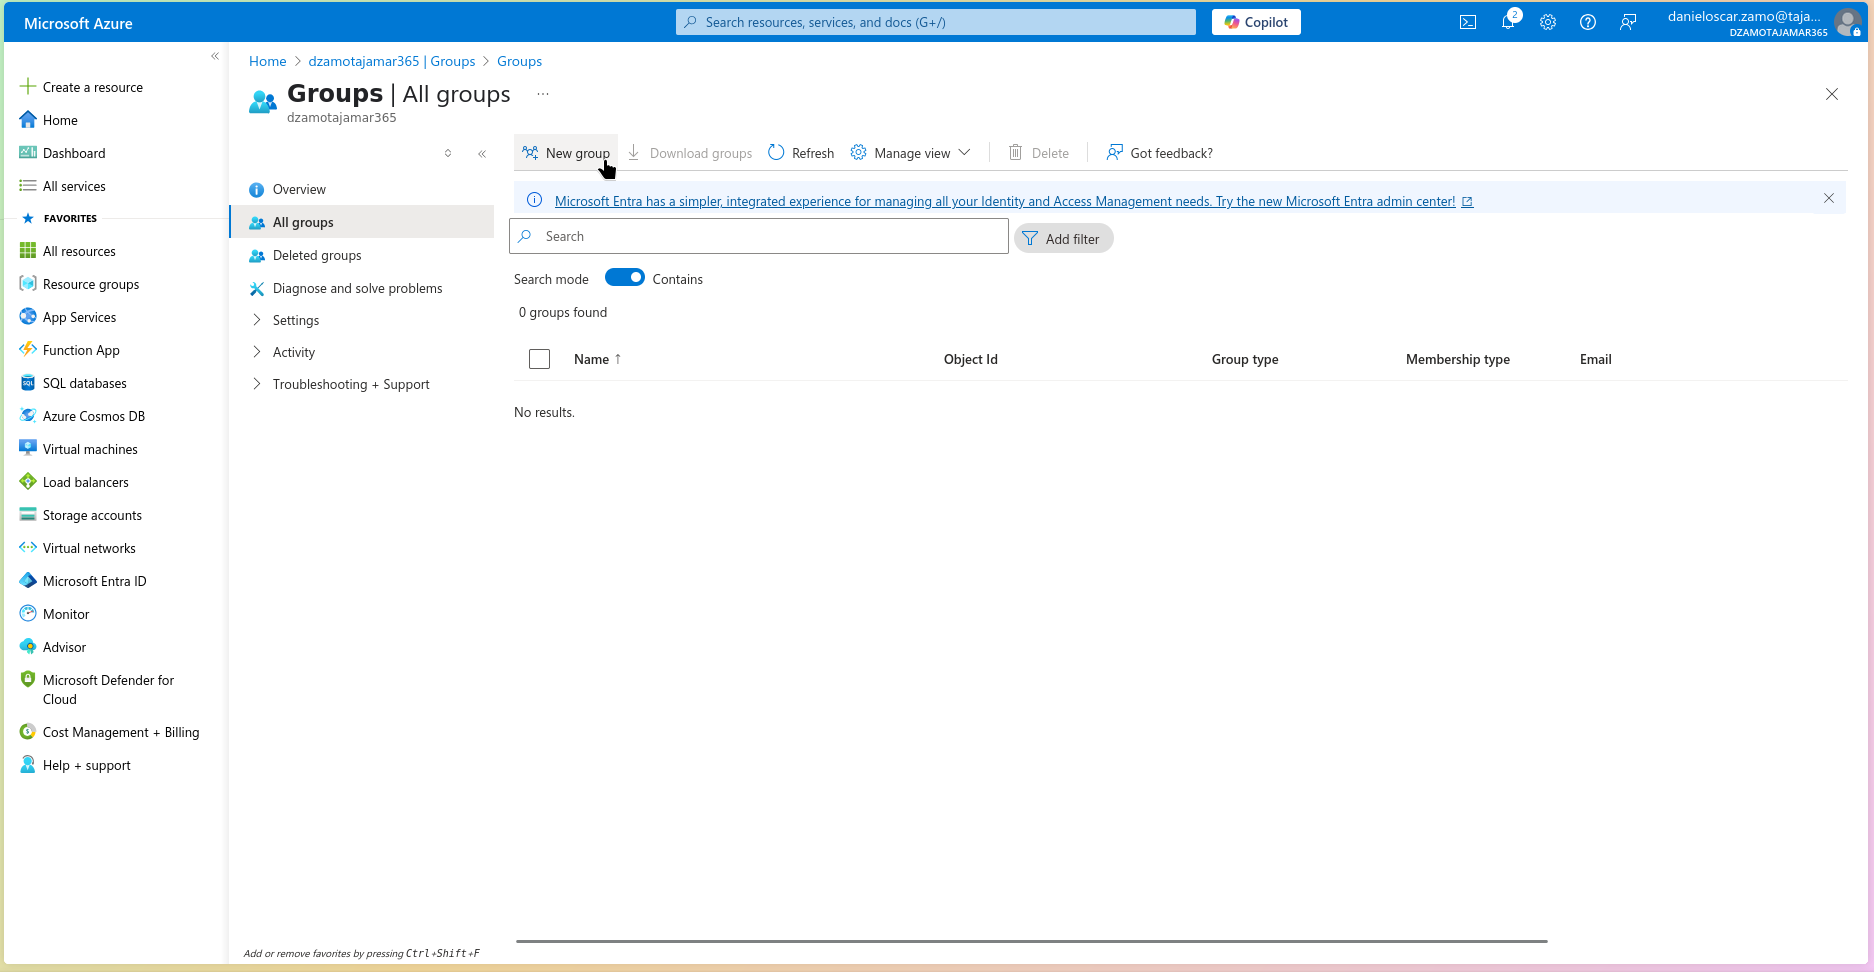 Microsoft Azure
Search resources, services, and docs (G+/)
Copilot
2
danieloscar.zamo@taja...
DZAMOTAJAMAR365
Create a resource
Home
Dashboard
All services
FAVORITES
All resources
Resource groups
App Services
Function App
SQL databases
Azure Cosmos DB
Virtual machines
Load balancers
Storage accounts
Virtual networks
Microsoft Entra ID
Monitor
Advisor
Microsoft Defender for
Cloud
Cost Management + Billing
Help + support
Home > dzamotajamar365 | Groups > Groups
Groups | All groups ...
dzamotajamar365
Overview
All groups
Deleted groups
Diagnose and solve problems
Settings
Activity
Troubleshooting + Support
Add or remove favorites by pressing Ctrl+Shift+F
New group Download groups Refresh Manage view Delete Got feedback?
Microsoft Entra has a simpler, integrated experience for managing all your Identity and Access Management needs. Try the new Microsoft Entra admin center!
Search
Add filter
Search mode Contains
0 groups found
Name ↑ Object Id Group type Membership type Email
No results.